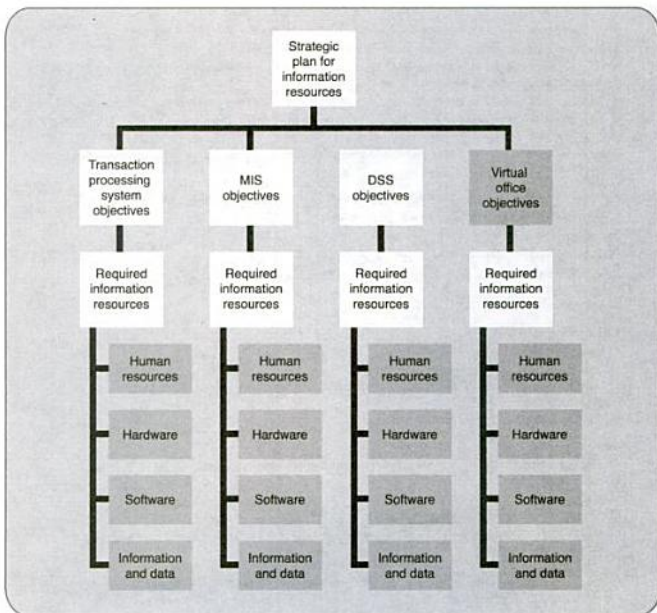 Strategic
plan for
information
resources
Transaction
processing
system
objectives
MIS
objectives
DSS
objectives
Virtual
office
objectives
Required
information
resources
Required
information
resources
Required
information
resources
Required
information
resources
Human
resources
Human
resources
Human
resources
Human
resources
Hardware
Hardware
Hardware
Hardware
Software
Software
Software
Software
Information
and data
Information
and data
Information
and data
Information
and data